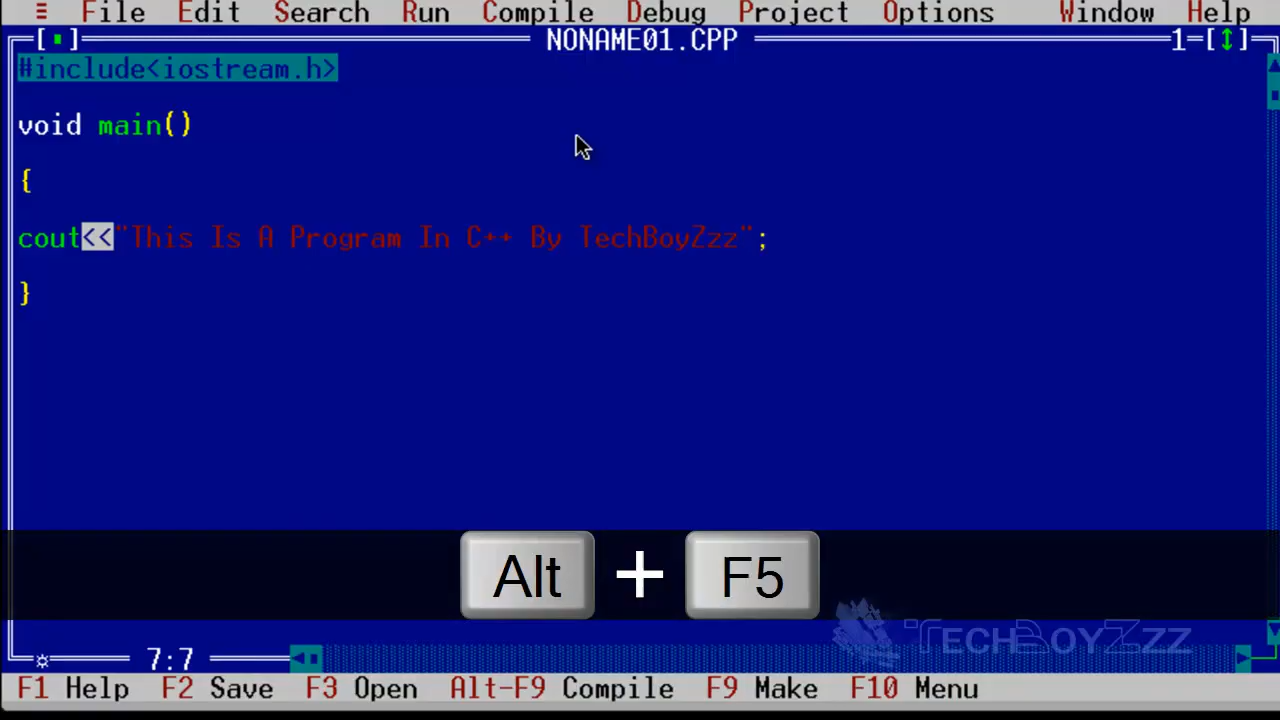 ≡ File Edit Search Run Compile Debug Project Options Window Help
[■] NONAME01.CPP 1=[↕]
#include<iostream.h>
void main()
{
cout<<"This Is A Program In C++ By TechBoyZzz";
}
Alt + F5
TECHBOYZZZ
7:7
F1 Help F2 Save F3 Open Alt-F9 Compile F9 Make F10 Menu